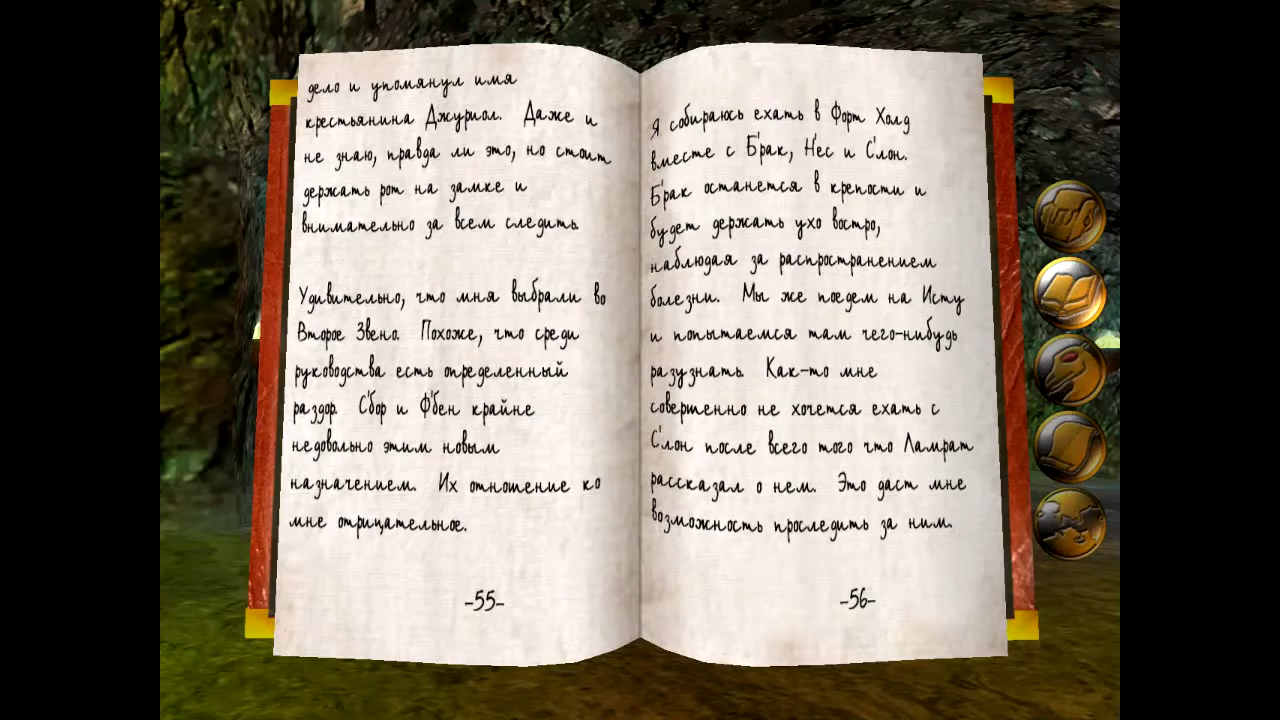 дело и упомянул имя
крестьянина Джуриол. Даже и
не знаю, правда ли это, но стоит
держать рот на замке и
внимательно за всем следить.
Удивительно, что мня выбрали во
Второе Звено. Похоже, что среди
руководства есть определенный
раздор. С'бор и Ф'бен крайне
недовольно этим новым
назначением. Их отношение ко
мне отрицательное.
-55-
Я собираюсь ехать в Форт Холд
вместе с Б'рак, Н'ес и С'лон.
Б'рак останется в крепости и
будет держать ухо востро,
наблюдая за распространением
болезни. Мы же поедем на Исту
и попытаемся там чего-нибудь
разузнать. Как-то мне
совершенно не хочется ехать с
С'лон после всего того что Ламрат
рассказал о нем. Это даст мне
возможность проследить за ним.
-56-